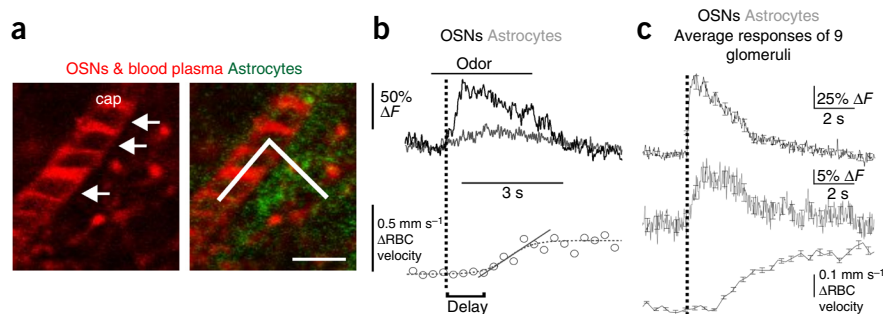 a
OSNs & blood plasma Astrocytes
cap
b
OSNs Astrocytes
Odor
50%
ΔF
3 s
0.5 mm s⁻¹
ΔRBC
velocity
Delay
c
OSNs Astrocytes
Average responses of 9
glomeruli
25% ΔF
2 s
5% ΔF
2 s
0.1 mm s⁻¹
ΔRBC
velocity